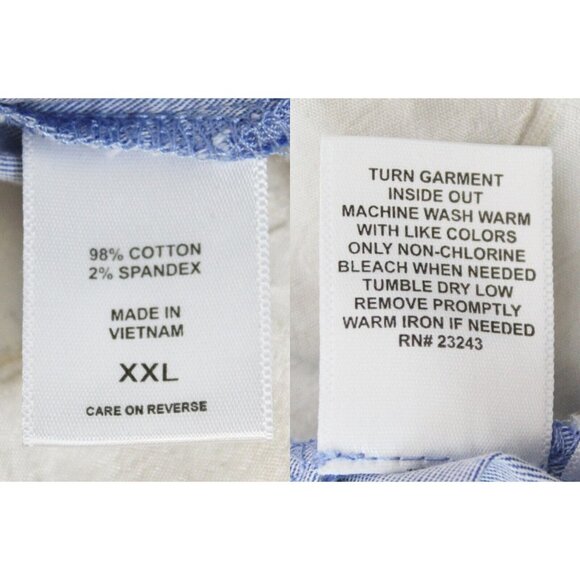 98% COTTON
2% SPANDEX
MADE IN
VIETNAM
XXL
CARE ON REVERSE
TURN GARMENT
INSIDE OUT
MACHINE WASH WARM
WITH LIKE COLORS
ONLY NON-CHLORINE
BLEACH WHEN NEEDED
TUMBLE DRY LOW
REMOVE PROMPTLY
WARM IRON IF NEEDED
RN# 23243